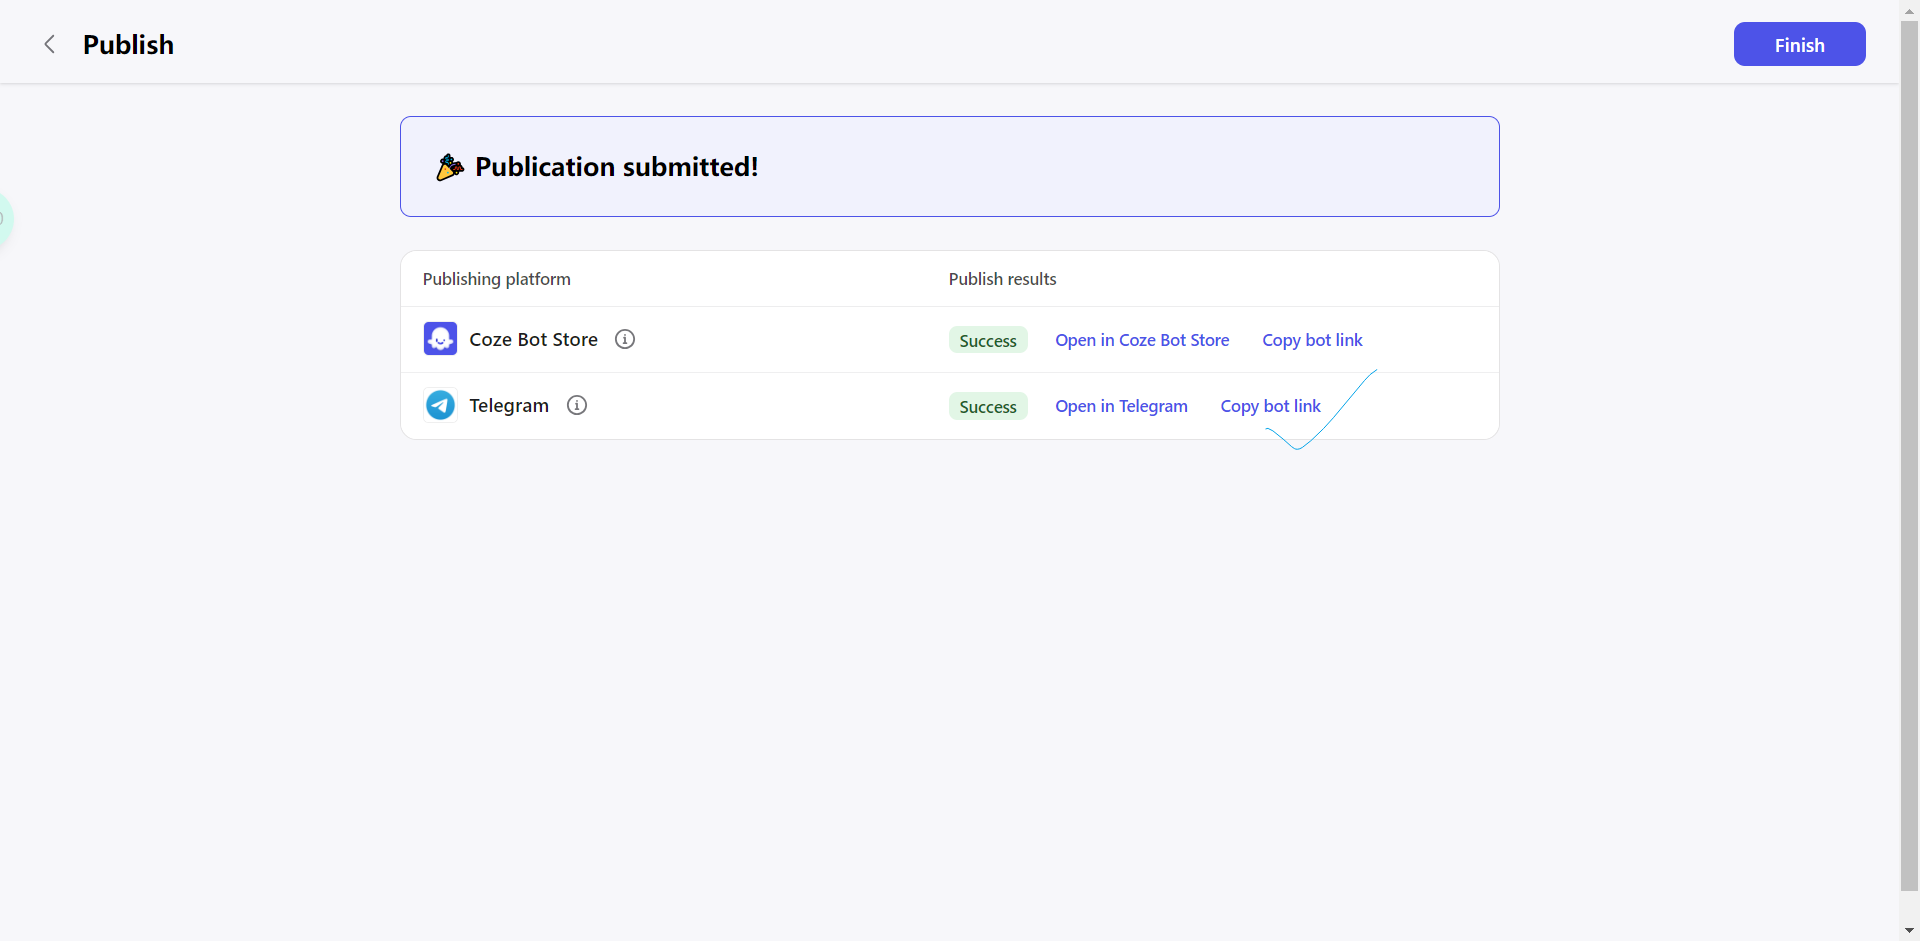 Publish
Finish
Publication submitted!
Publishing platform Publish results
Coze Bot Store Success Open in Coze Bot Store Copy bot link
Telegram Success Open in Telegram Copy bot link